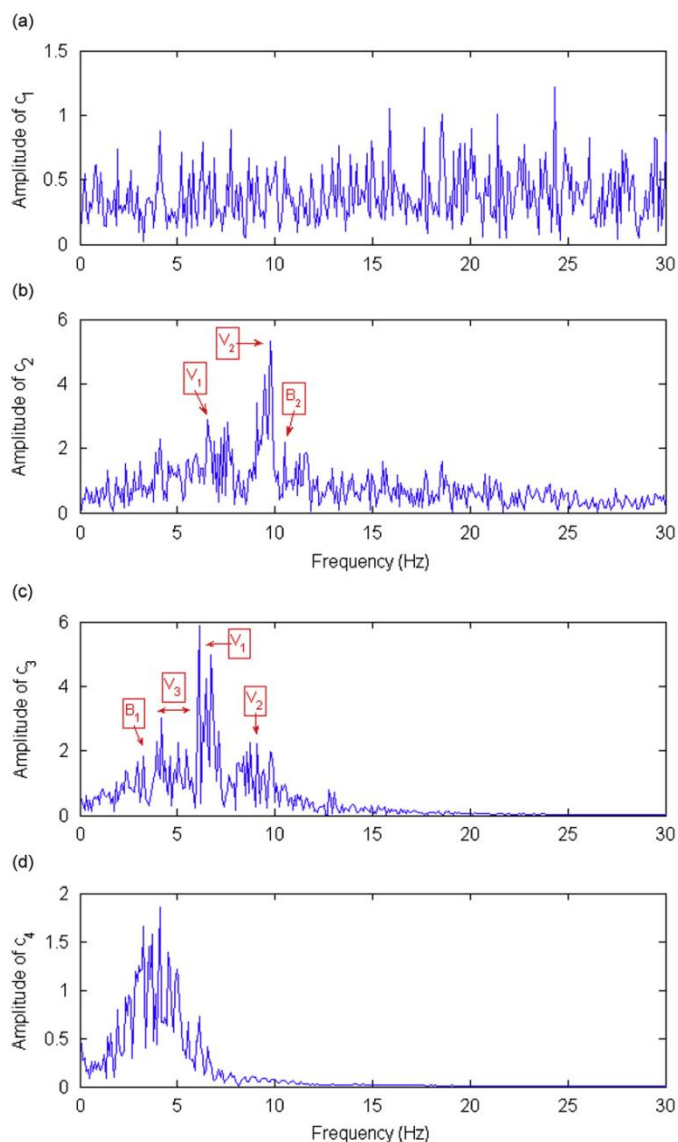 (a)
1.5
1
0.5
0
Amplitude of c1
0 5 10 15 20 25 30
(b)
6
4
2
0
Amplitude of c2
V1
V2
B2
0 5 10 15 20 25 30
Frequency (Hz)
(c)
6
4
2
0
Amplitude of c3
B1
V3
V1
V2
0 5 10 15 20 25 30
(d)
2
1.5
1
0.5
0
Amplitude of c4
0 5 10 15 20 25 30
Frequency (Hz)